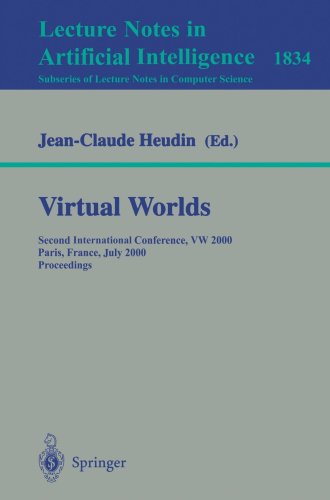 Lecture Notes in
Artificial Intelligence 1834
Subseries of Lecture Notes in Computer Science
Jean-Claude Heudin (Ed.)
Virtual Worlds
Second International Conference, VW 2000
Paris, France, July 2000
Proceedings
Springer